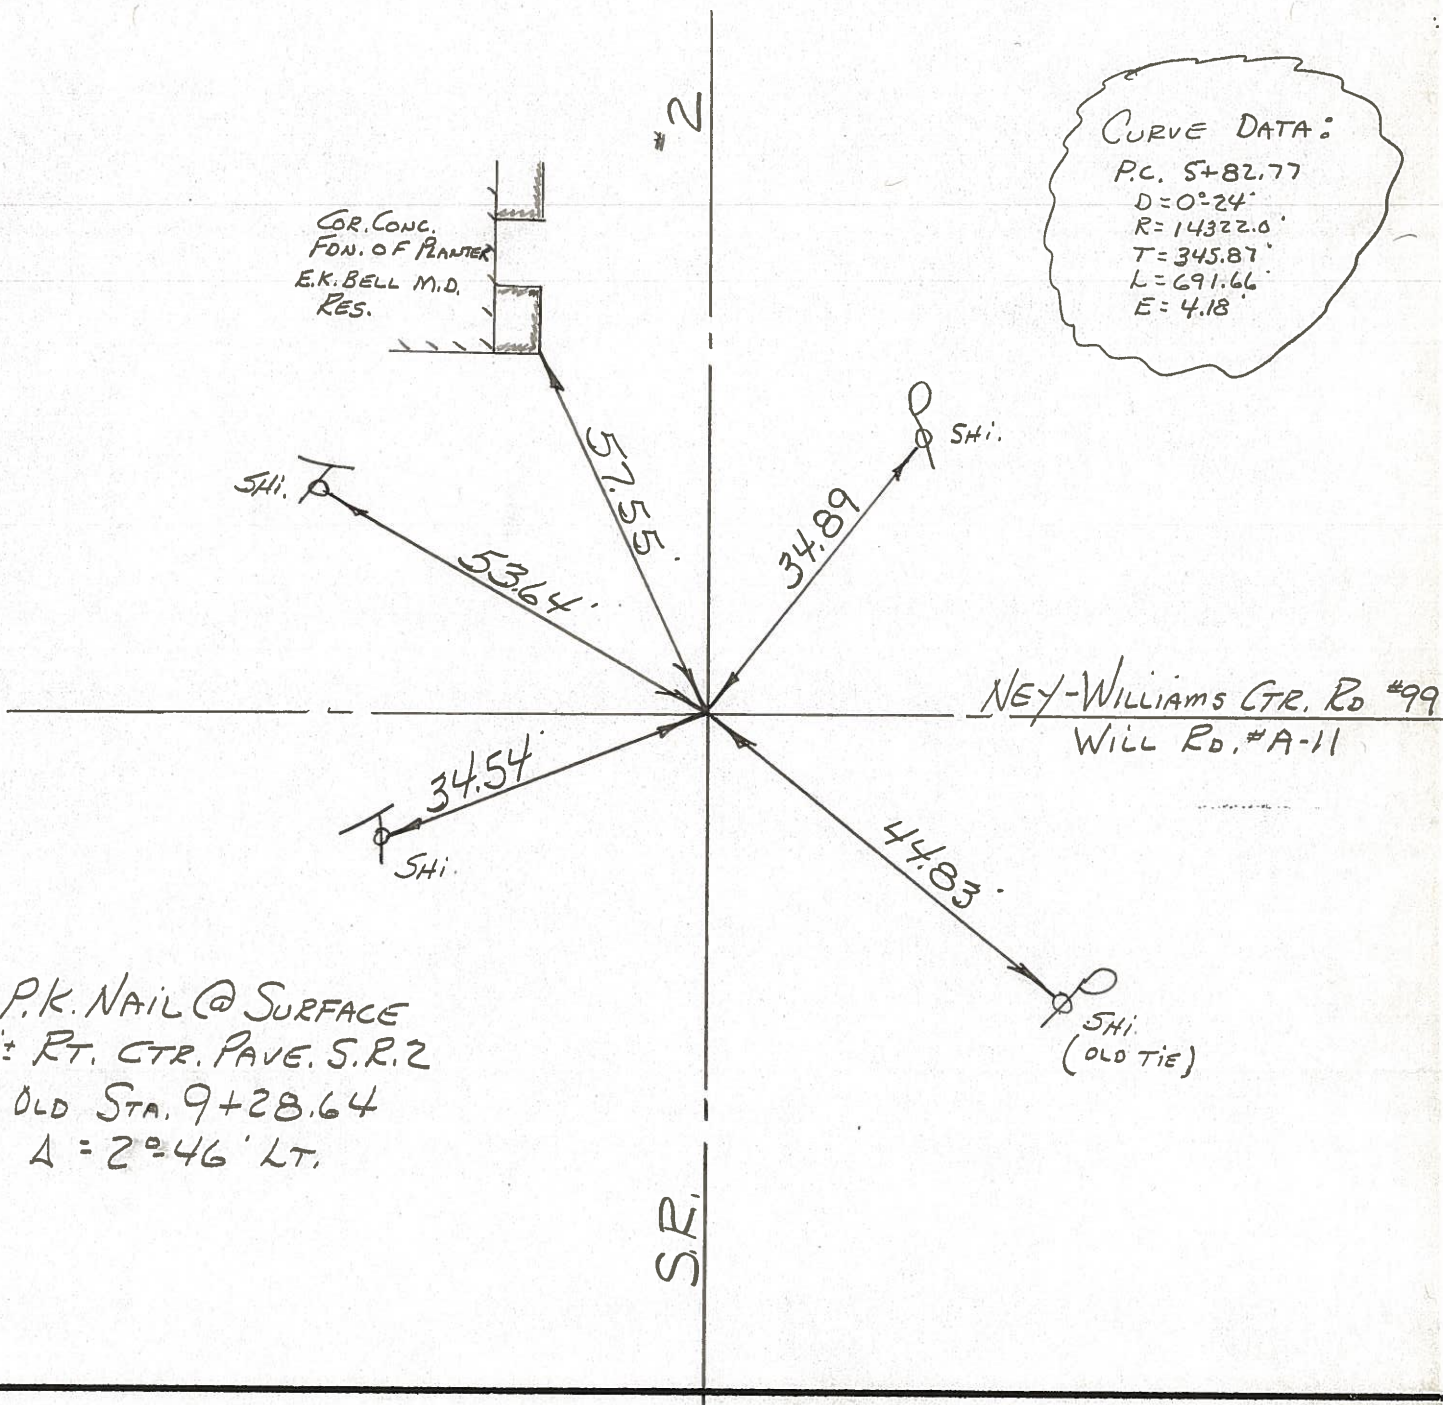 #2
CURVE DATA:
P.C. 5+82.77
D=0°-24'
R=14322.0'
T=345.87'
L=691.66'
E=4.18'
COR. CONC.
FDN. OF PLANTER
E.K. BELL M.D.
RES.
SHi.
SHi.
57.55'
34.89
53.64'
NEY-WILLIAMS CTR. RD #99
WILL RD. #A-11
34.54'
SHi.
44.83'
SHi.
(OLD TIE)
P.K. NAIL @ SURFACE
± RT. CTR. PAVE. S.R. 2
OLD STA. 9+28.64
Δ = 2°-46' LT.
S.R.